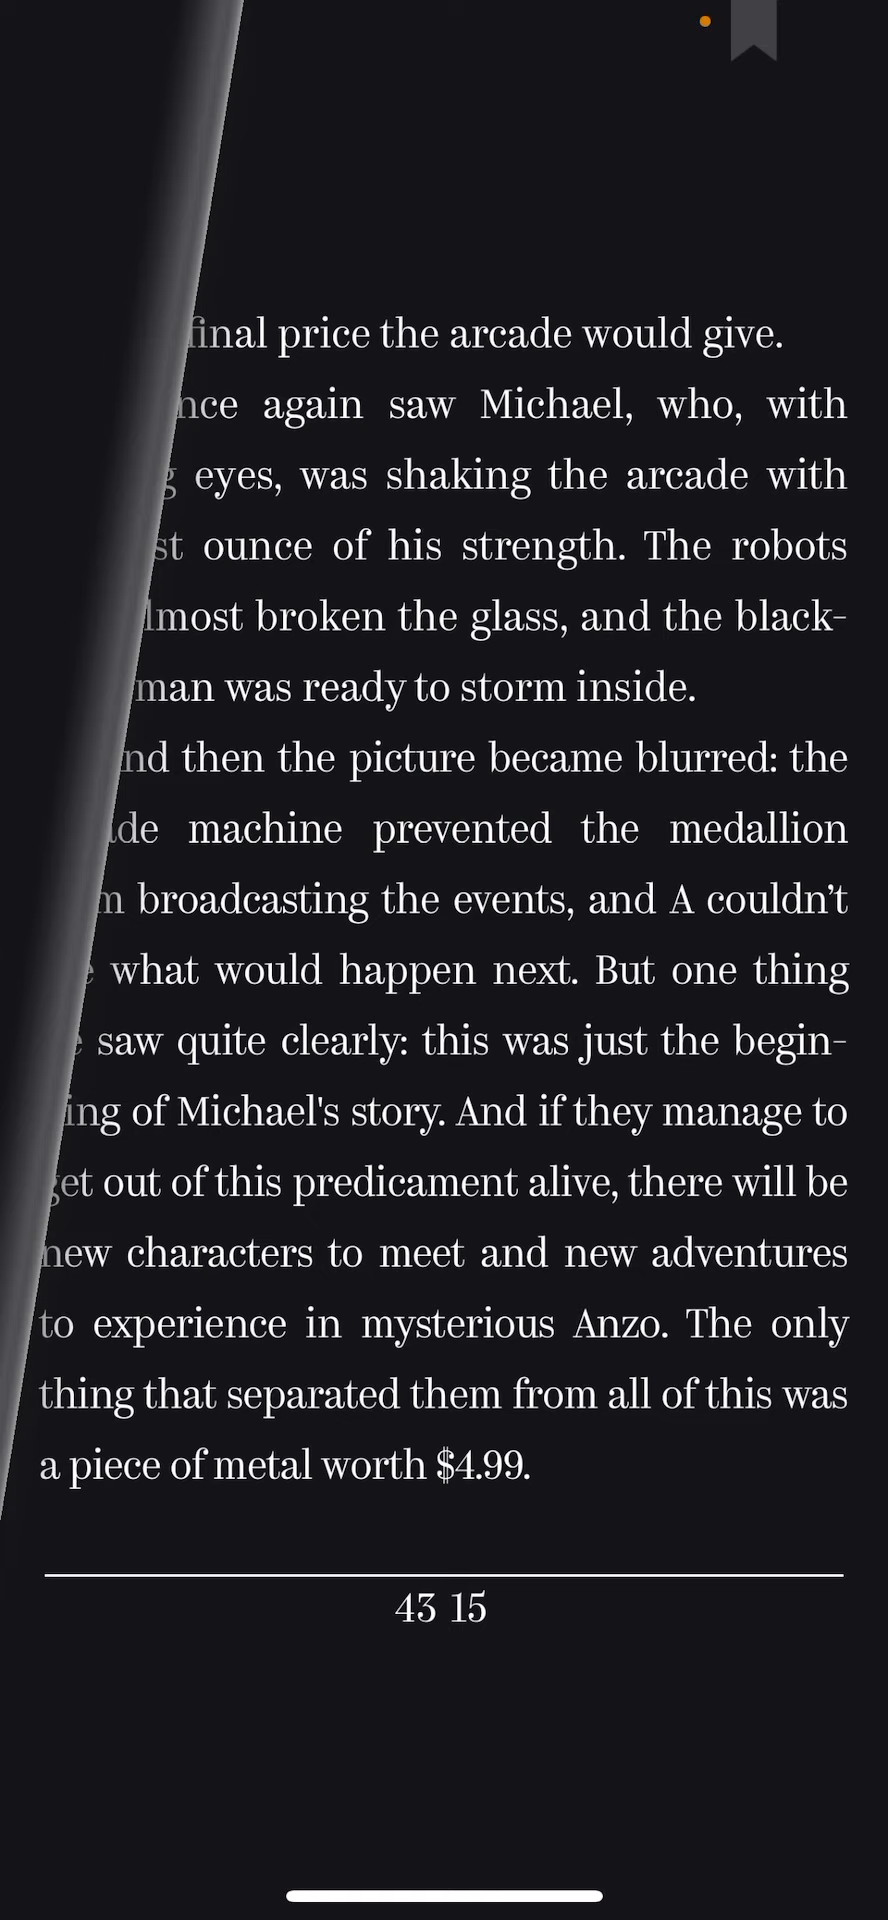 final price the arcade would give.
again saw Michael, who, with
eyes, was shaking the arcade with
ounce of his strength. The robots
broken the glass, and the black-
man was ready to storm inside.
then the picture became blurred: the
machine prevented the medallion
broadcasting the events, and A couldn’t
what would happen next. But one thing
saw quite clearly: this was just the begin-
ing of Michael's story. And if they manage to
get out of this predicament alive, there will be
new characters to meet and new adventures
to experience in mysterious Anzo. The only
thing that separated them from all of this was
a piece of metal worth $4.99.
43 15